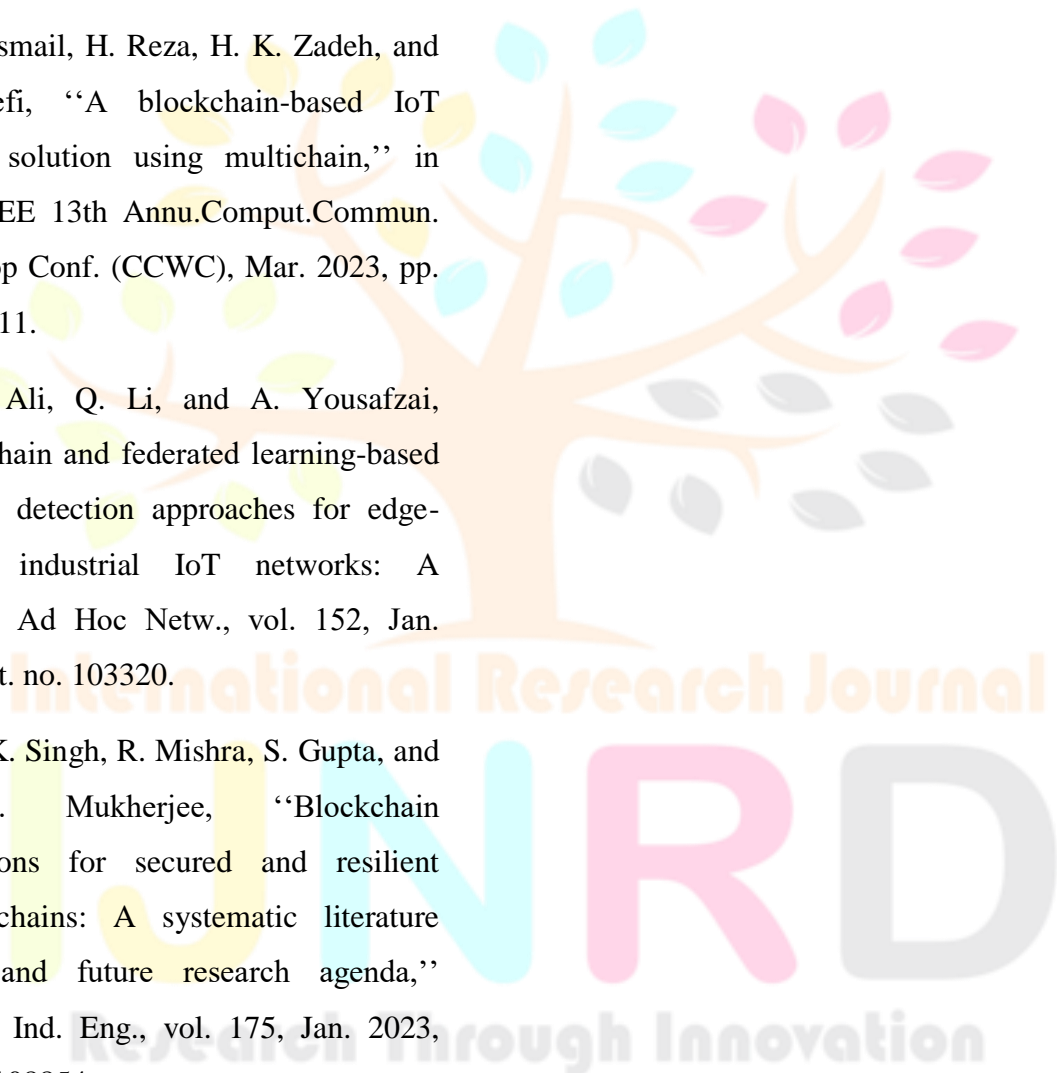 smail, H. Reza, H. K. Zadeh, and
efi, ‘‘A blockchain-based IoT
solution using multichain,’’ in
EE 13th Annu.Comput.Commun.
op Conf. (CCWC), Mar. 2023, pp.
11.
Ali, Q. Li, and A. Yousafzai,
hain and federated learning-based
detection approaches for edge-
industrial IoT networks: A
Ad Hoc Netw., vol. 152, Jan.
t. no. 103320.
International Research Journal
K. Singh, R. Mishra, S. Gupta, and
Mukherjee, ‘‘Blockchain
ons for secured and resilient
chains: A systematic literature
and future research agenda,’’
Ind. Eng., vol. 175, Jan. 2023,
IJNRD
Research Through Innovation